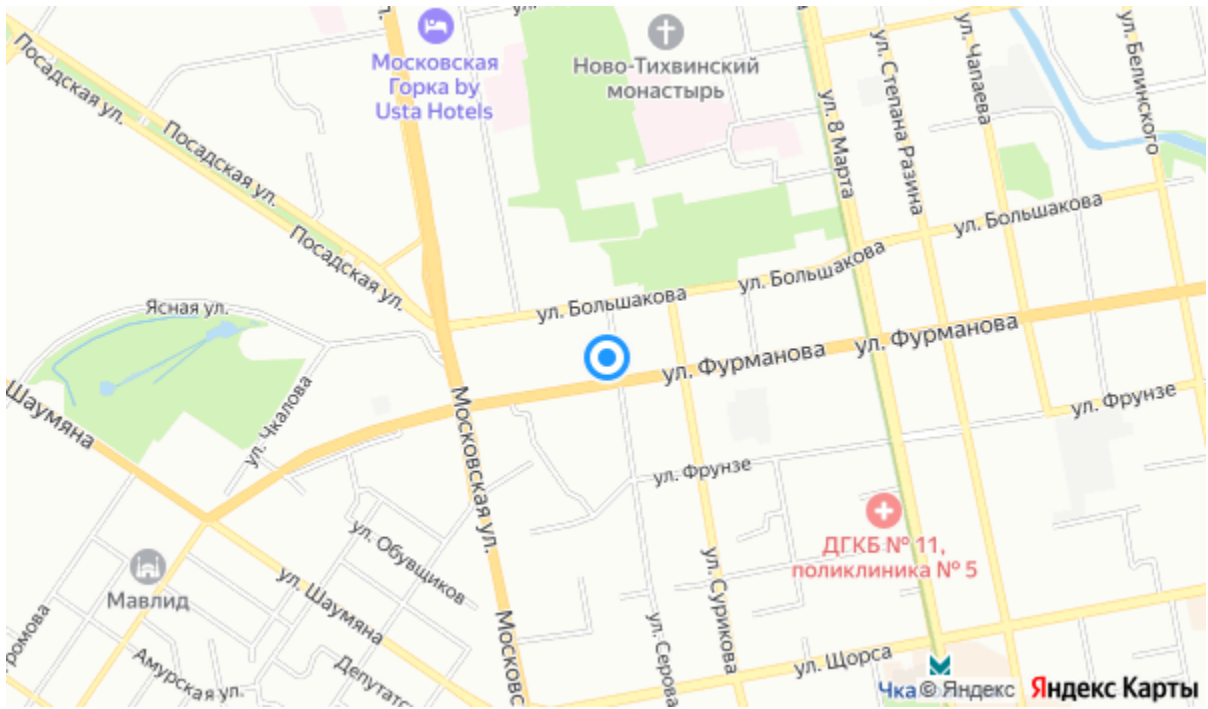 Посадская ул.
Посадская ул.
Посадская ул.
Московская
Горка by
Usta Hotels
Ново-Тихвинский
монастырь
ул. 8 Марта
ул. Степана Разина
ул. Чапаева
ул. Белинского
ул. Большакова
ул. Большакова
ул. Большакова
Ясная ул.
ул. Фурманова
ул. Фурманова
ул. Чкалова
Шаумяна
Московская ул.
ул. Фрунзе
ул. Фрунзе
ДГКБ № 11,
поликлиника № 5
ул. Обувщиков
ул. Шаумяна
Мавлид
ул. Сурикова
ул. Серова
Московс
ромова
Амурская ул.
Депутатс
ул. Щорса
Чка
© Яндекс
Яндекс Карты